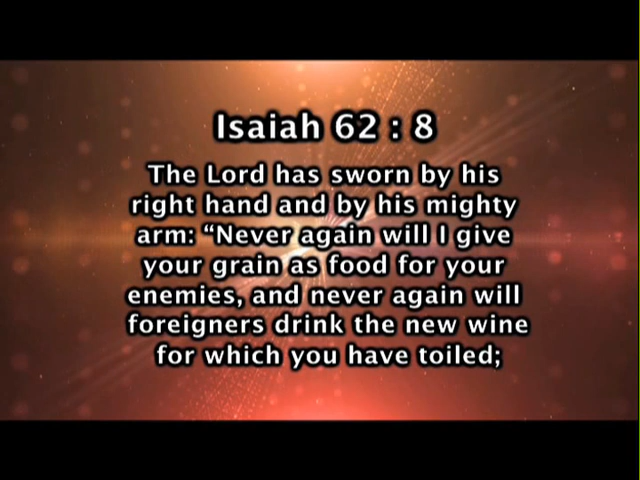 Isaiah 62 : 8
The Lord has sworn by his
right hand and by his mighty
arm: “Never again will I give
your grain as food for your
enemies, and never again will
foreigners drink the new wine
for which you have toiled;